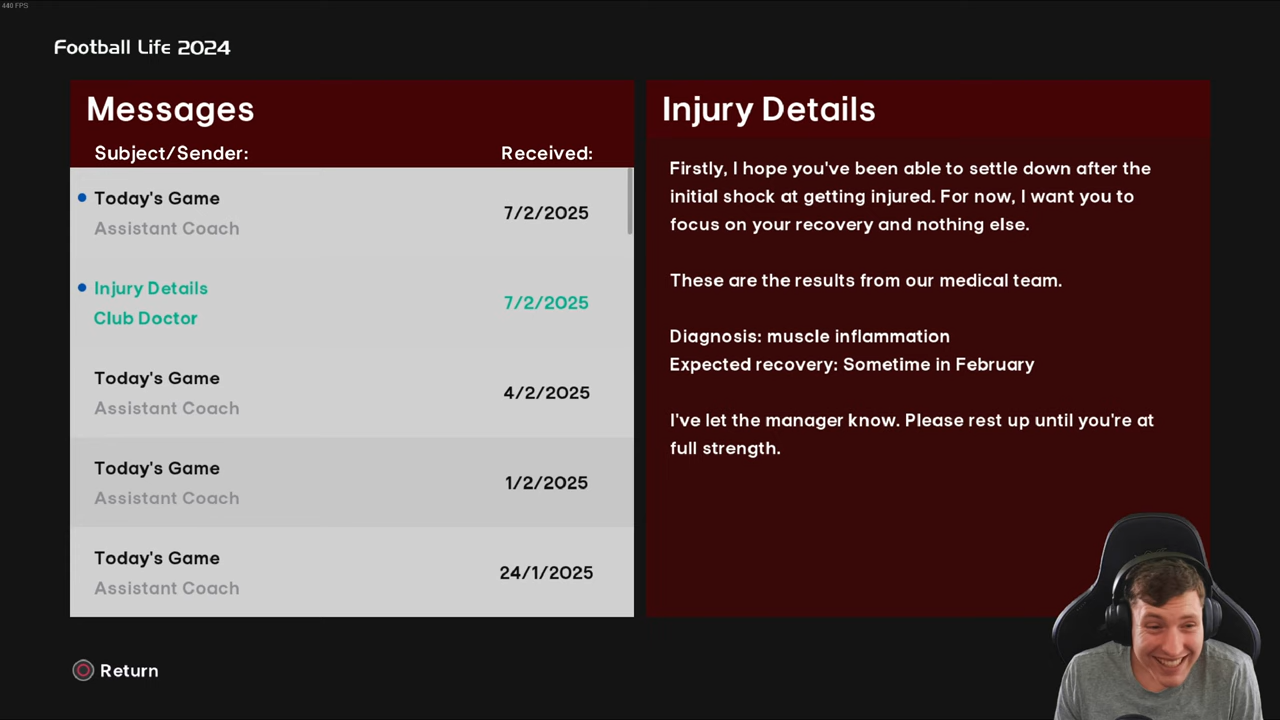 440 FPS
Football Life 2024
Messages
Subject/Sender:
Received:
Today's Game
Assistant Coach
7/2/2025
Injury Details
Club Doctor
7/2/2025
Today's Game
Assistant Coach
4/2/2025
Today's Game
Assistant Coach
1/2/2025
Today's Game
Assistant Coach
24/1/2025
Injury Details
Firstly, I hope you've been able to settle down after the
initial shock at getting injured. For now, I want you to
focus on your recovery and nothing else.
These are the results from our medical team.
Diagnosis: muscle inflammation
Expected recovery: Sometime in February
I've let the manager know. Please rest up until you're at
full strength.
Return